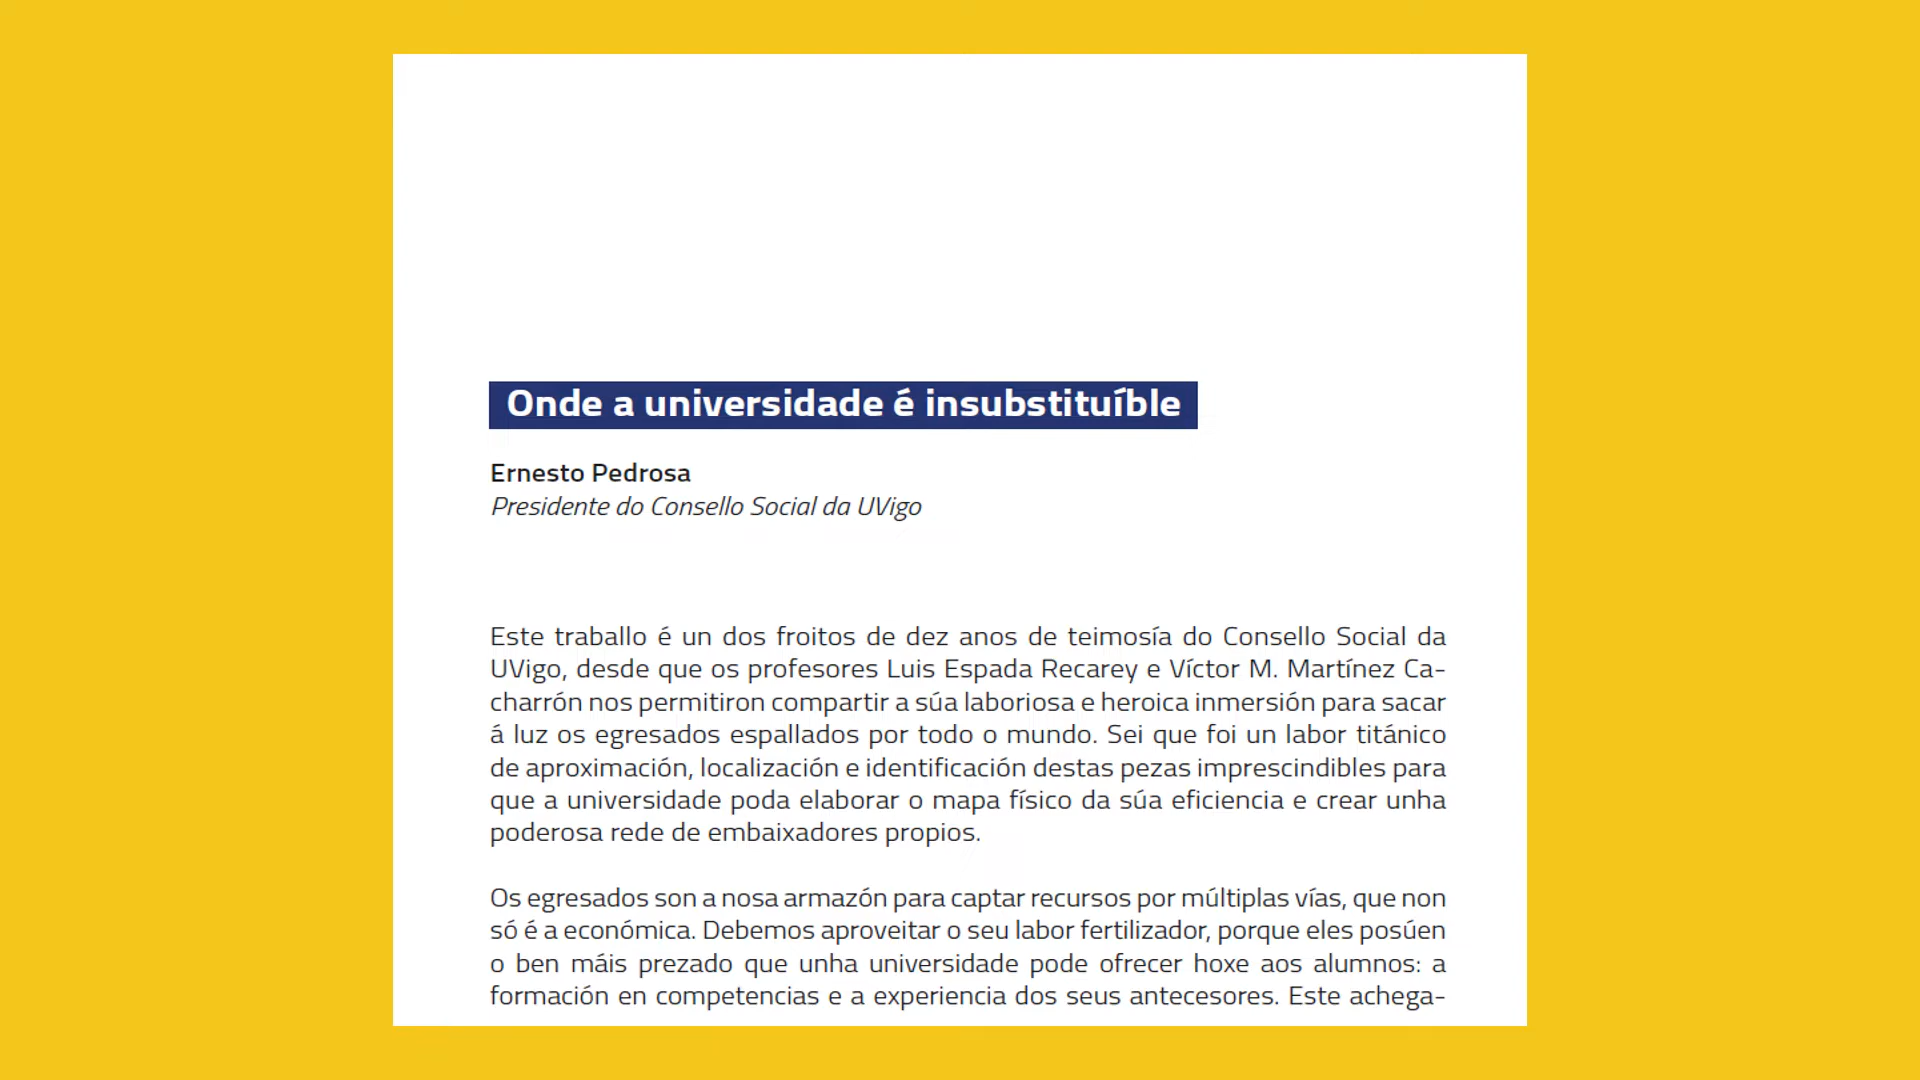 Onde a universidade é insubstituíble
Ernesto Pedrosa
Presidente do Consello Social da UVigo
Este traballo é un dos froitos de dez anos de teimosía do Consello Social da
UVigo, desde que os profesores Luis Espada Recarey e Víctor M. Martínez Ca-
charrón nos permitiron compartir a súa laboriosa e heroica inmersión para sacar
á luz os egresados espallados por todo o mundo. Sei que foi un labor titánico
de aproximación, localización e identificación destas pezas imprescindibles para
que a universidade poda elaborar o mapa físico da súa eficiencia e crear unha
poderosa rede de embaixadores propios.
Os egresados son a nosa armazón para captar recursos por múltiplas vías, que non
só é a económica. Debemos aproveitar o seu labor fertilizador, porque eles posúen
o ben máis prezado que unha universidade pode ofrecer hoxe aos alumnos: a
formación en competencias e a experiencia dos seus antecesores. Este achega-